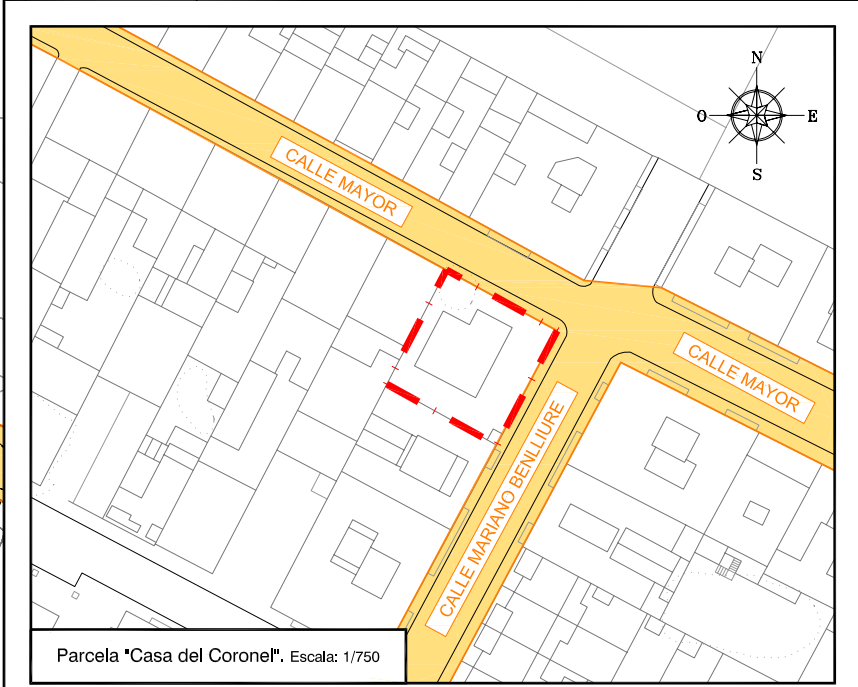 N
O
E
S
CALLE MAYOR
CALLE MAYOR
CALLE MARIANO BENLLIURE
Parcela "Casa del Coronel". Escala: 1/750